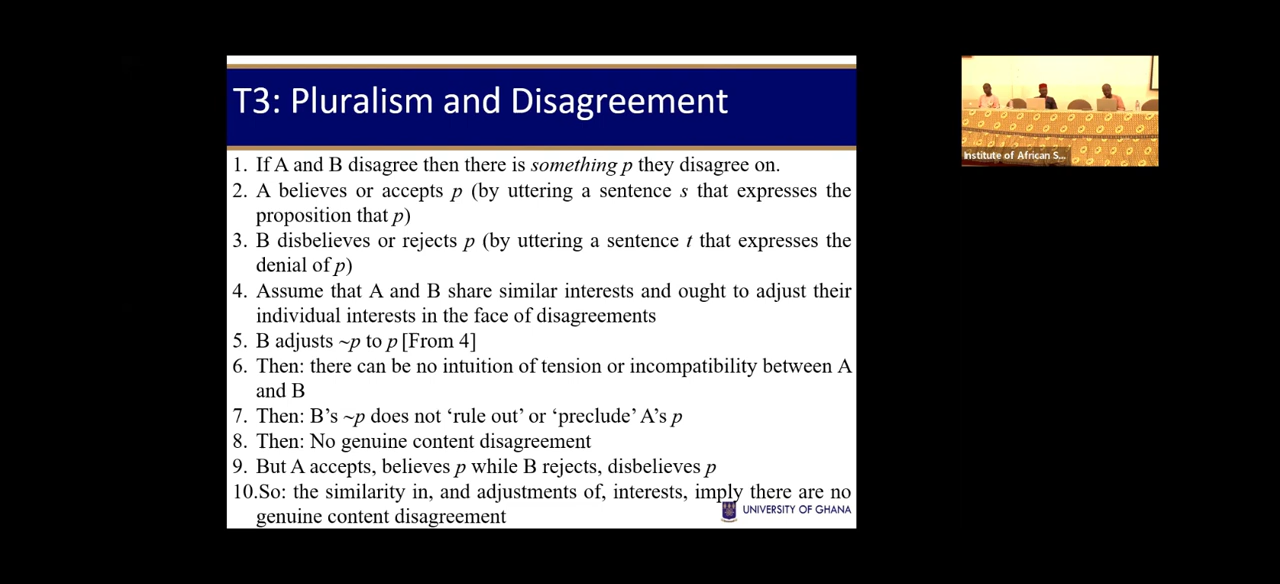 T3: Pluralism and Disagreement
1. If A and B disagree then there is something p they disagree on.
2. A believes or accepts p (by uttering a sentence s that expresses the
proposition that p)
3. B disbelieves or rejects p (by uttering a sentence t that expresses the
denial of p)
4. Assume that A and B share similar interests and ought to adjust their
individual interests in the face of disagreements
5. B adjusts ~p to p [From 4]
6. Then: there can be no intuition of tension or incompatibility between A
and B
7. Then: B's ~p does not 'rule out' or 'preclude' A's p
8. Then: No genuine content disagreement
9. But A accepts, believes p while B rejects, disbelieves p
10.So: the similarity in, and adjustments of, interests, imply there are no
genuine content disagreement
UNIVERSITY OF GHANA
Institute of African S...